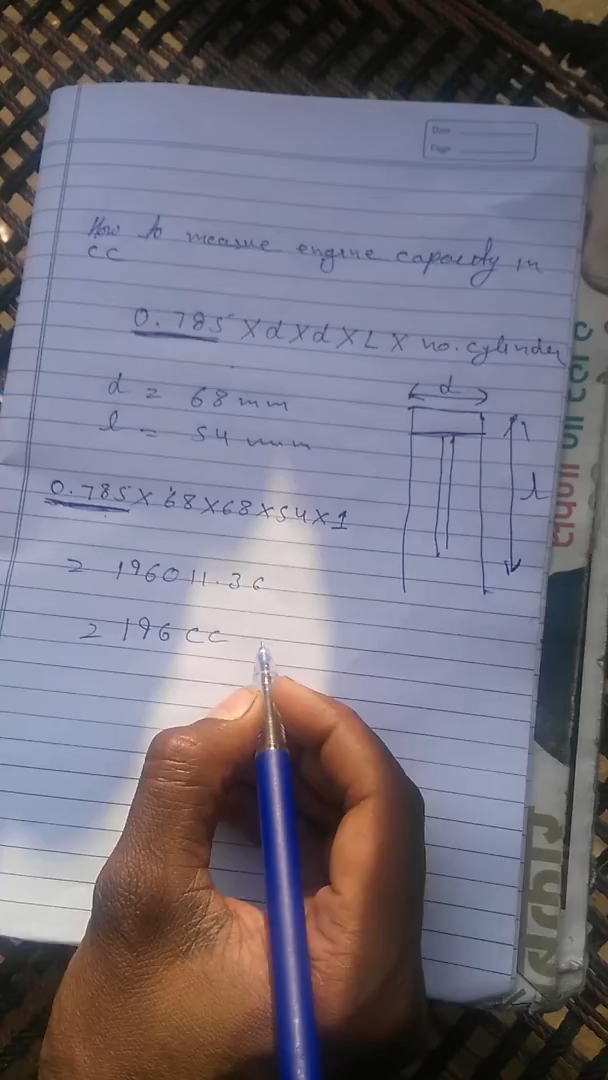 Date
Page
How to measure engine capacity in
cc
0.785 X d X d X L X no. cylinder
d
d = 68 mm
l = 54 mm
l
0.785 X 68 X 68 X 54 X 1
= 196011.36
= 196 cc